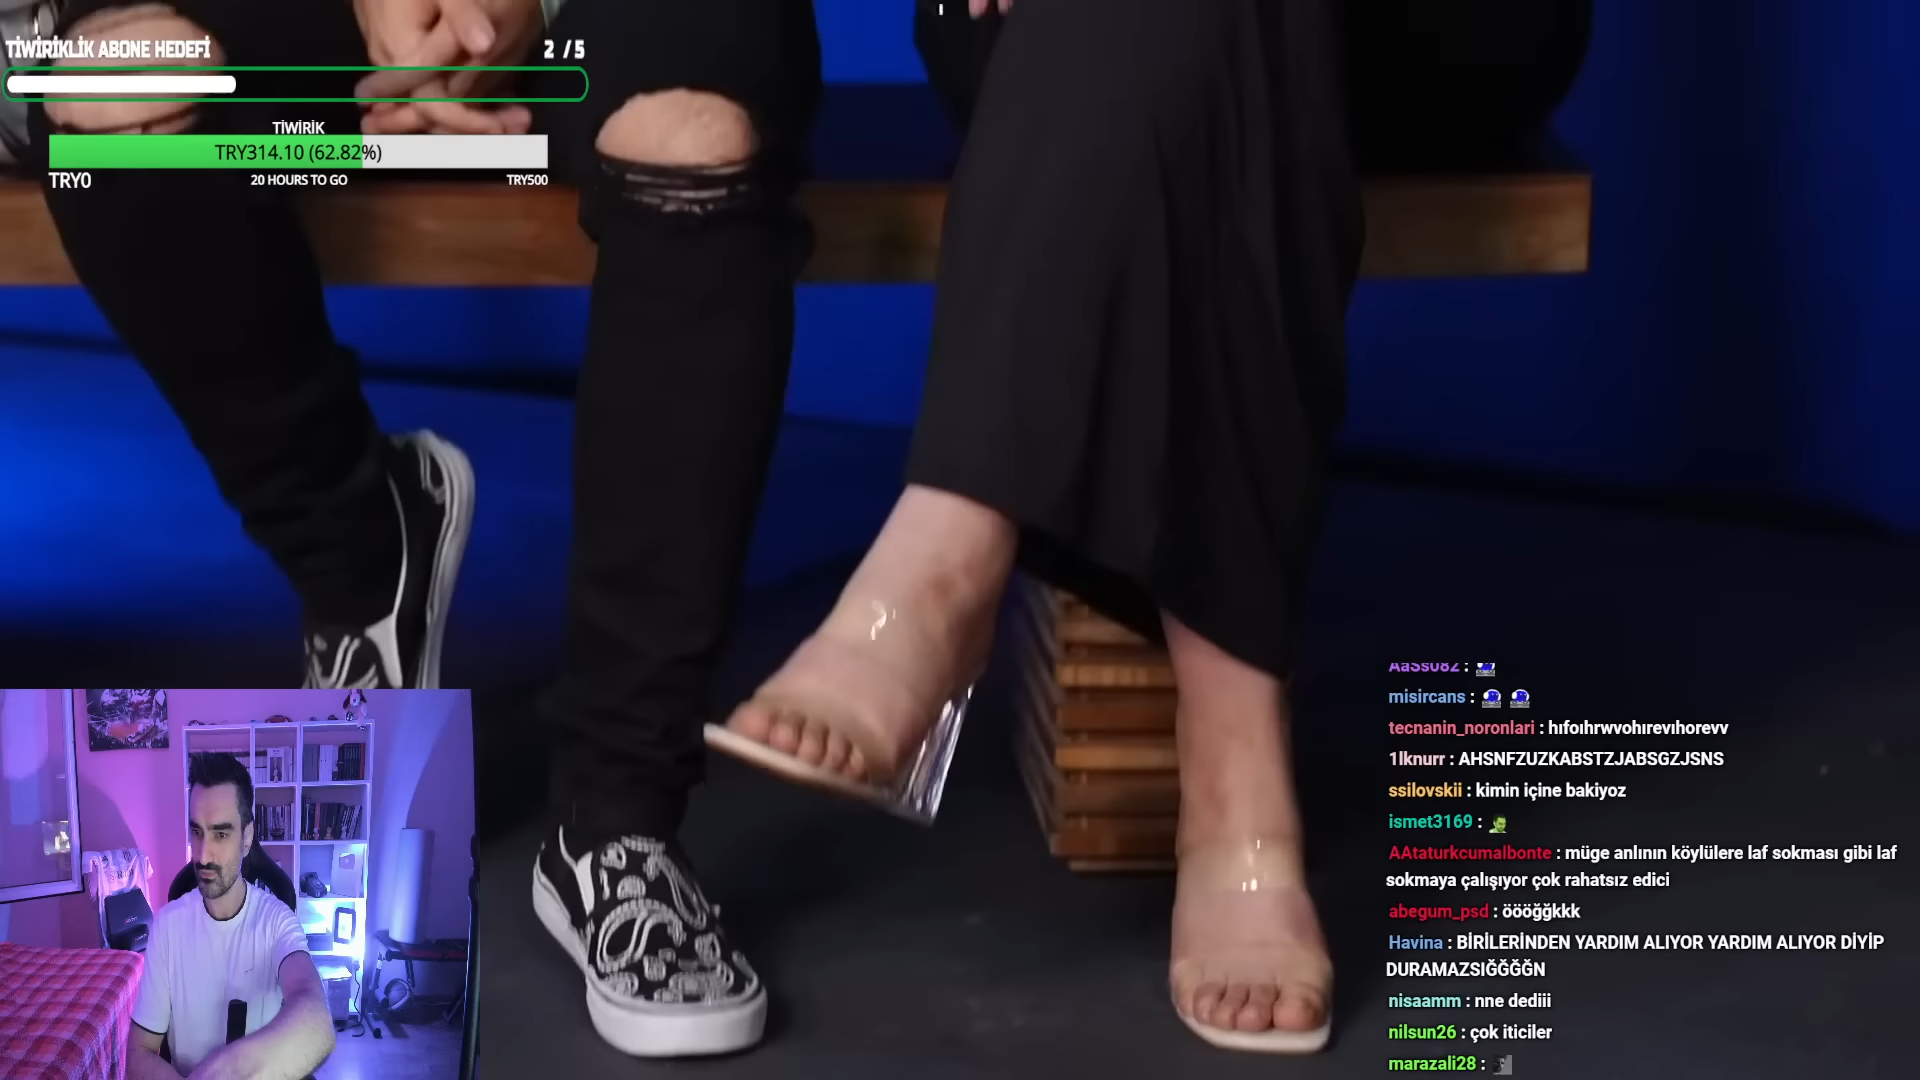 TİWİRİKLİK ABONE HEDEFİ 2 / 5
TİWİRİK
TRY314.10 (62.82%)
TRY0 20 HOURS TO GO TRY500
AaSs082 :
misircans :
tecnanin_noronlari : hıfoıhrwvohırevıhorevv
1lknurr : AHSNFZUZKABSTZJABSGZJSNS
ssilovskii : kimin içine bakiyoz
ismet3169 :
AAtaturkcumalbonte : müge anlının köylülere laf sokması gibi laf
sokmaya çalışıyor çok rahatsız edici
abegum_psd : öööğğkkk
Havina : BİRİLERİNDEN YARDIM ALIYOR YARDIM ALIYOR DİYİP
DURAMAZSIĞĞĞĞN
nisaamm : nne dediii
nilsun26 : çok iticiler
marazali28 :